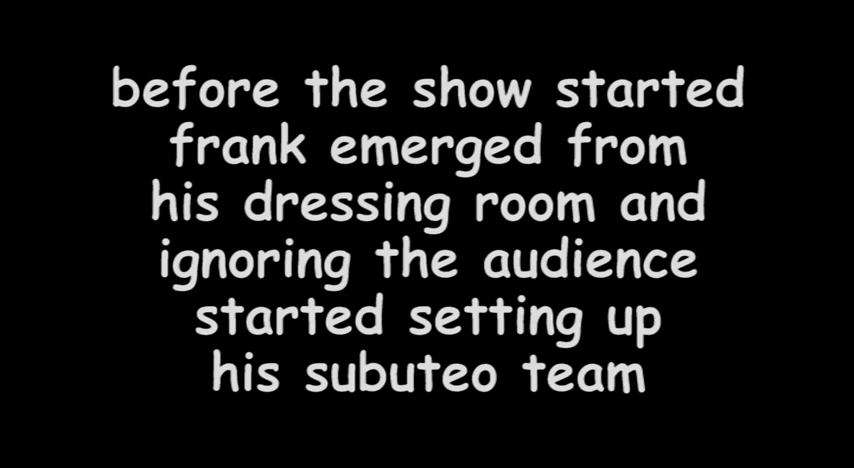 before the show started
frank emerged from
his dressing room and
ignoring the audience
started setting up
his subuteo team